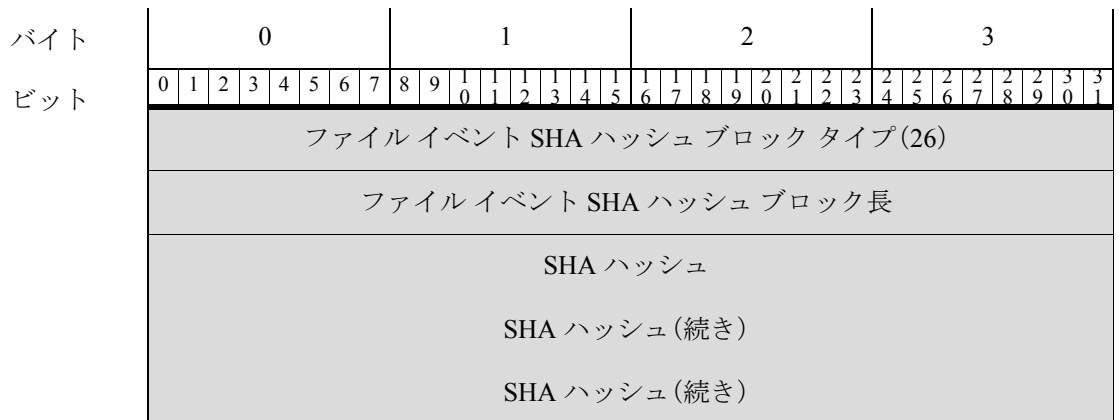 バイト 0 1 2 3
ビット 0 1 2 3 4 5 6 7 8 9 10 11 12 13 14 15 16 17 18 19 20 21 22 23 24 25 26 27 28 29 30 31
ファイル イベント SHA ハッシュ ブロック タイプ(26)
ファイル イベント SHA ハッシュ ブロック長
SHA ハッシュ
SHA ハッシュ(続き)
SHA ハッシュ(続き)